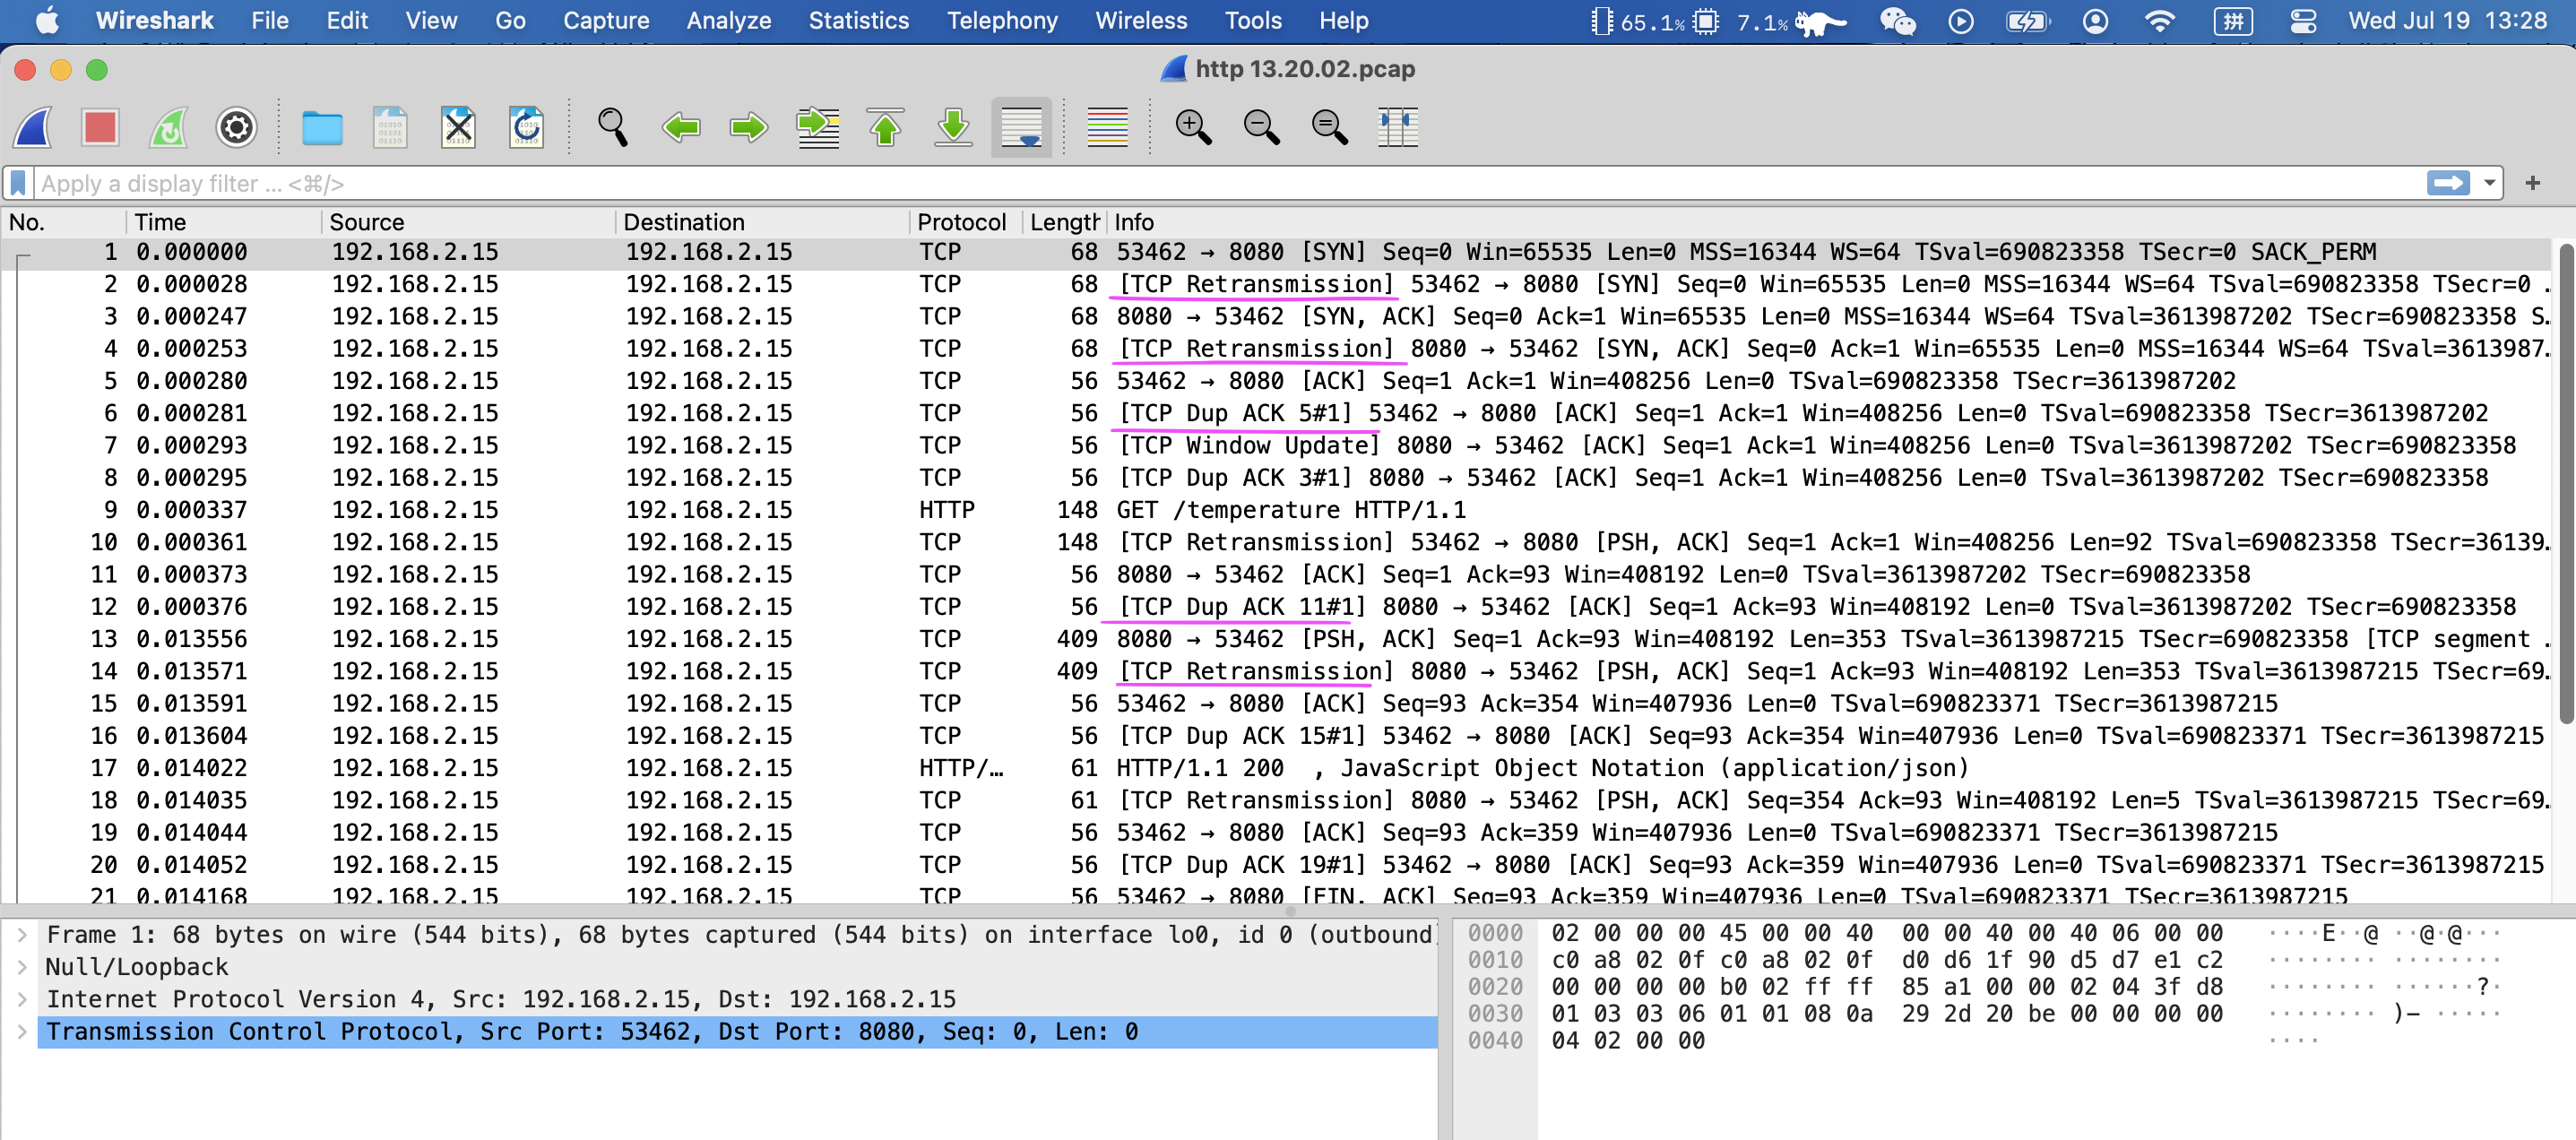 Wireshark File Edit View Go Capture Analyze Statistics Telephony Wireless Tools Help 65.1% 7.1% 拼 Wed Jul 19 13:28
http 13.20.02.pcap
Apply a display filter ... <⌘/>
No. Time Source Destination Protocol Length Info
1 0.000000 192.168.2.15 192.168.2.15 TCP 68 53462 → 8080 [SYN] Seq=0 Win=65535 Len=0 MSS=16344 WS=64 TSval=690823358 TSecr=0 SACK_PERM
2 0.000028 192.168.2.15 192.168.2.15 TCP 68 [TCP Retransmission] 53462 → 8080 [SYN] Seq=0 Win=65535 Len=0 MSS=16344 WS=64 TSval=690823358 TSecr=0 …
3 0.000247 192.168.2.15 192.168.2.15 TCP 68 8080 → 53462 [SYN, ACK] Seq=0 Ack=1 Win=65535 Len=0 MSS=16344 WS=64 TSval=3613987202 TSecr=690823358 S…
4 0.000253 192.168.2.15 192.168.2.15 TCP 68 [TCP Retransmission] 8080 → 53462 [SYN, ACK] Seq=0 Ack=1 Win=65535 Len=0 MSS=16344 WS=64 TSval=3613987…
5 0.000280 192.168.2.15 192.168.2.15 TCP 56 53462 → 8080 [ACK] Seq=1 Ack=1 Win=408256 Len=0 TSval=690823358 TSecr=3613987202
6 0.000281 192.168.2.15 192.168.2.15 TCP 56 [TCP Dup ACK 5#1] 53462 → 8080 [ACK] Seq=1 Ack=1 Win=408256 Len=0 TSval=690823358 TSecr=3613987202
7 0.000293 192.168.2.15 192.168.2.15 TCP 56 [TCP Window Update] 8080 → 53462 [ACK] Seq=1 Ack=1 Win=408256 Len=0 TSval=3613987202 TSecr=690823358
8 0.000295 192.168.2.15 192.168.2.15 TCP 56 [TCP Dup ACK 3#1] 8080 → 53462 [ACK] Seq=1 Ack=1 Win=408256 Len=0 TSval=3613987202 TSecr=690823358
9 0.000337 192.168.2.15 192.168.2.15 HTTP 148 GET /temperature HTTP/1.1
10 0.000361 192.168.2.15 192.168.2.15 TCP 148 [TCP Retransmission] 53462 → 8080 [PSH, ACK] Seq=1 Ack=1 Win=408256 Len=92 TSval=690823358 TSecr=36139…
11 0.000373 192.168.2.15 192.168.2.15 TCP 56 8080 → 53462 [ACK] Seq=1 Ack=93 Win=408192 Len=0 TSval=3613987202 TSecr=690823358
12 0.000376 192.168.2.15 192.168.2.15 TCP 56 [TCP Dup ACK 11#1] 8080 → 53462 [ACK] Seq=1 Ack=93 Win=408192 Len=0 TSval=3613987202 TSecr=690823358
13 0.013556 192.168.2.15 192.168.2.15 TCP 409 8080 → 53462 [PSH, ACK] Seq=1 Ack=93 Win=408192 Len=353 TSval=3613987215 TSecr=690823358 [TCP segment …
14 0.013571 192.168.2.15 192.168.2.15 TCP 409 [TCP Retransmission] 8080 → 53462 [PSH, ACK] Seq=1 Ack=93 Win=408192 Len=353 TSval=3613987215 TSecr=69…
15 0.013591 192.168.2.15 192.168.2.15 TCP 56 53462 → 8080 [ACK] Seq=93 Ack=354 Win=407936 Len=0 TSval=690823371 TSecr=3613987215
16 0.013604 192.168.2.15 192.168.2.15 TCP 56 [TCP Dup ACK 15#1] 53462 → 8080 [ACK] Seq=93 Ack=354 Win=407936 Len=0 TSval=690823371 TSecr=3613987215
17 0.014022 192.168.2.15 192.168.2.15 HTTP/… 61 HTTP/1.1 200  , JavaScript Object Notation (application/json)
18 0.014035 192.168.2.15 192.168.2.15 TCP 61 [TCP Retransmission] 8080 → 53462 [PSH, ACK] Seq=354 Ack=93 Win=408192 Len=5 TSval=3613987215 TSecr=69…
19 0.014044 192.168.2.15 192.168.2.15 TCP 56 53462 → 8080 [ACK] Seq=93 Ack=359 Win=407936 Len=0 TSval=690823371 TSecr=3613987215
20 0.014052 192.168.2.15 192.168.2.15 TCP 56 [TCP Dup ACK 19#1] 53462 → 8080 [ACK] Seq=93 Ack=359 Win=407936 Len=0 TSval=690823371 TSecr=3613987215
21 0.014168 192.168.2.15 192.168.2.15 TCP 56 53462 → 8080 [FIN, ACK] Seq=93 Ack=359 Win=407936 Len=0 TSval=690823371 TSecr=3613987215
Frame 1: 68 bytes on wire (544 bits), 68 bytes captured (544 bits) on interface lo0, id 0 (outbound)
Null/Loopback
Internet Protocol Version 4, Src: 192.168.2.15, Dst: 192.168.2.15
Transmission Control Protocol, Src Port: 53462, Dst Port: 8080, Seq: 0, Len: 0
0000 02 00 00 00 45 00 00 40 00 00 40 00 40 06 00 00 ····E··@ ··@·@···
0010 c0 a8 02 0f c0 a8 02 0f d0 d6 1f 90 d5 d7 e1 c2 ········ ········
0020 00 00 00 00 b0 02 ff ff 85 a1 00 00 02 04 3f d8 ········ ······?·
0030 01 03 03 06 01 01 08 0a 29 2d 20 be 00 00 00 00 ········ )- ·····
0040 04 02 00 00 ····